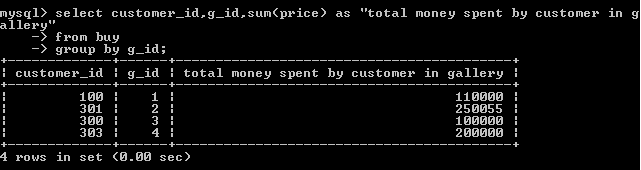 mysql> select customer_id,g_id,sum(price) as "total money spent by customer in g
allery"
    -> from buy
    -> group by g_id;
+-------------+------+-----------------------------------------+
| customer_id | g_id | total money spent by customer in gallery |
+-------------+------+-----------------------------------------+
| 100 | 1 | 110000 |
| 301 | 2 | 250055 |
| 300 | 3 | 100000 |
| 303 | 4 | 200000 |
+-------------+------+-----------------------------------------+
4 rows in set (0.00 sec)